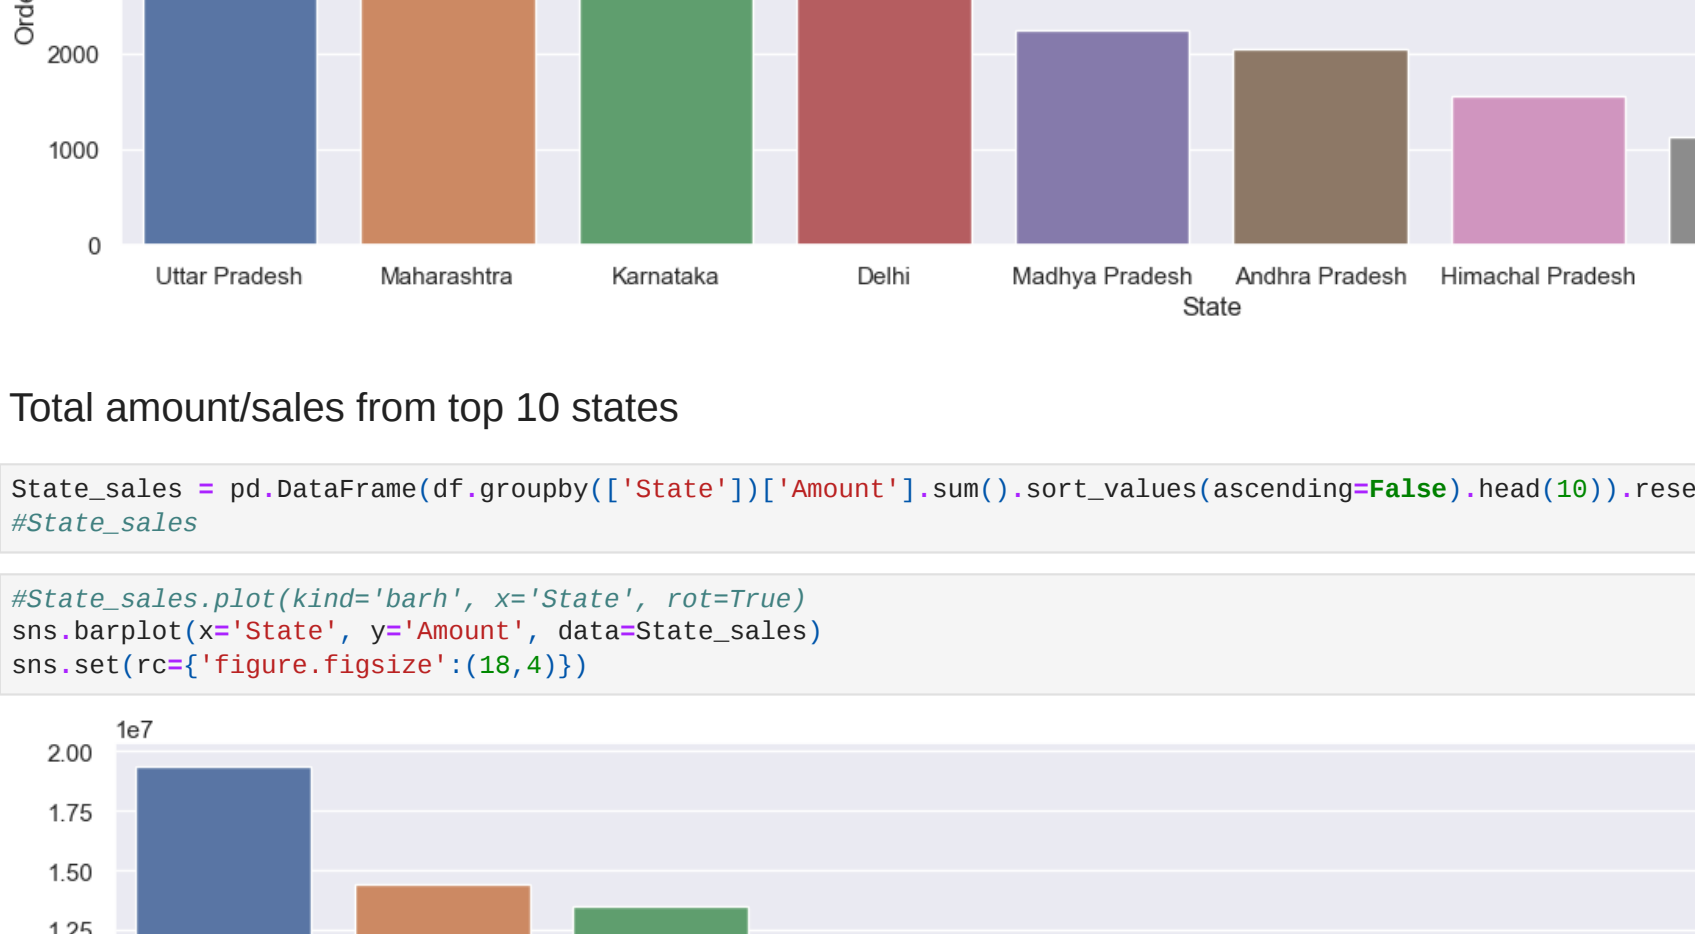 Orde
2000
1000
0
Uttar Pradesh Maharashtra Karnataka Delhi Madhya Pradesh Andhra Pradesh Himachal Pradesh
State
Total amount/sales from top 10 states
State_sales = pd.DataFrame(df.groupby(['State'])['Amount'].sum().sort_values(ascending=False).head(10)).rese
#State_sales
#State_sales.plot(kind='barh', x='State', rot=True)
sns.barplot(x='State', y='Amount', data=State_sales)
sns.set(rc={'figure.figsize':(18,4)})
1e7
2.00
1.75
1.50
1.25